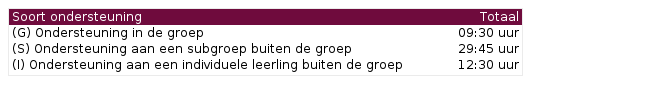 Soort ondersteuning Totaal
(G) Ondersteuning in de groep 09:30 uur
(S) Ondersteuning aan een subgroep buiten de groep 29:45 uur
(I) Ondersteuning aan een individuele leerling buiten de groep 12:30 uur